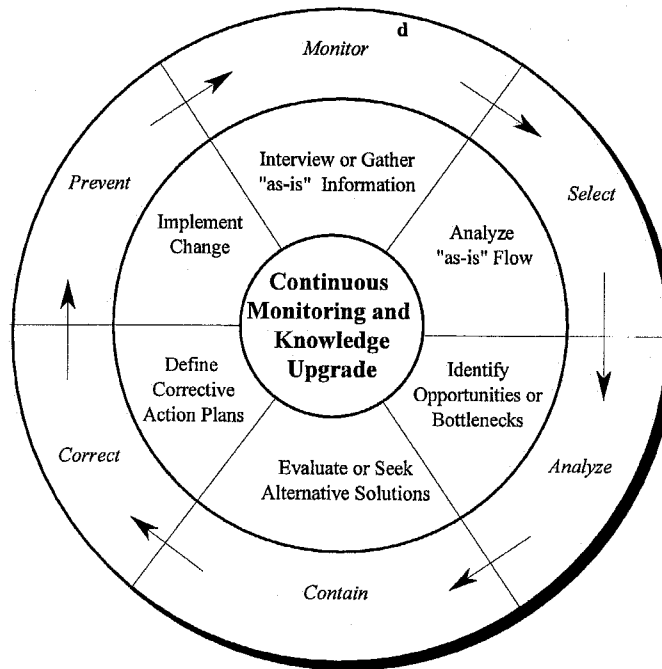 d
Monitor
Select
Analyze
Contain
Correct
Prevent
Interview or Gather
"as-is" Information
Analyze
"as-is" Flow
Identify
Opportunities or
Bottlenecks
Evaluate or Seek
Alternative Solutions
Define
Corrective
Action Plans
Implement
Change
Continuous
Monitoring and
Knowledge
Upgrade